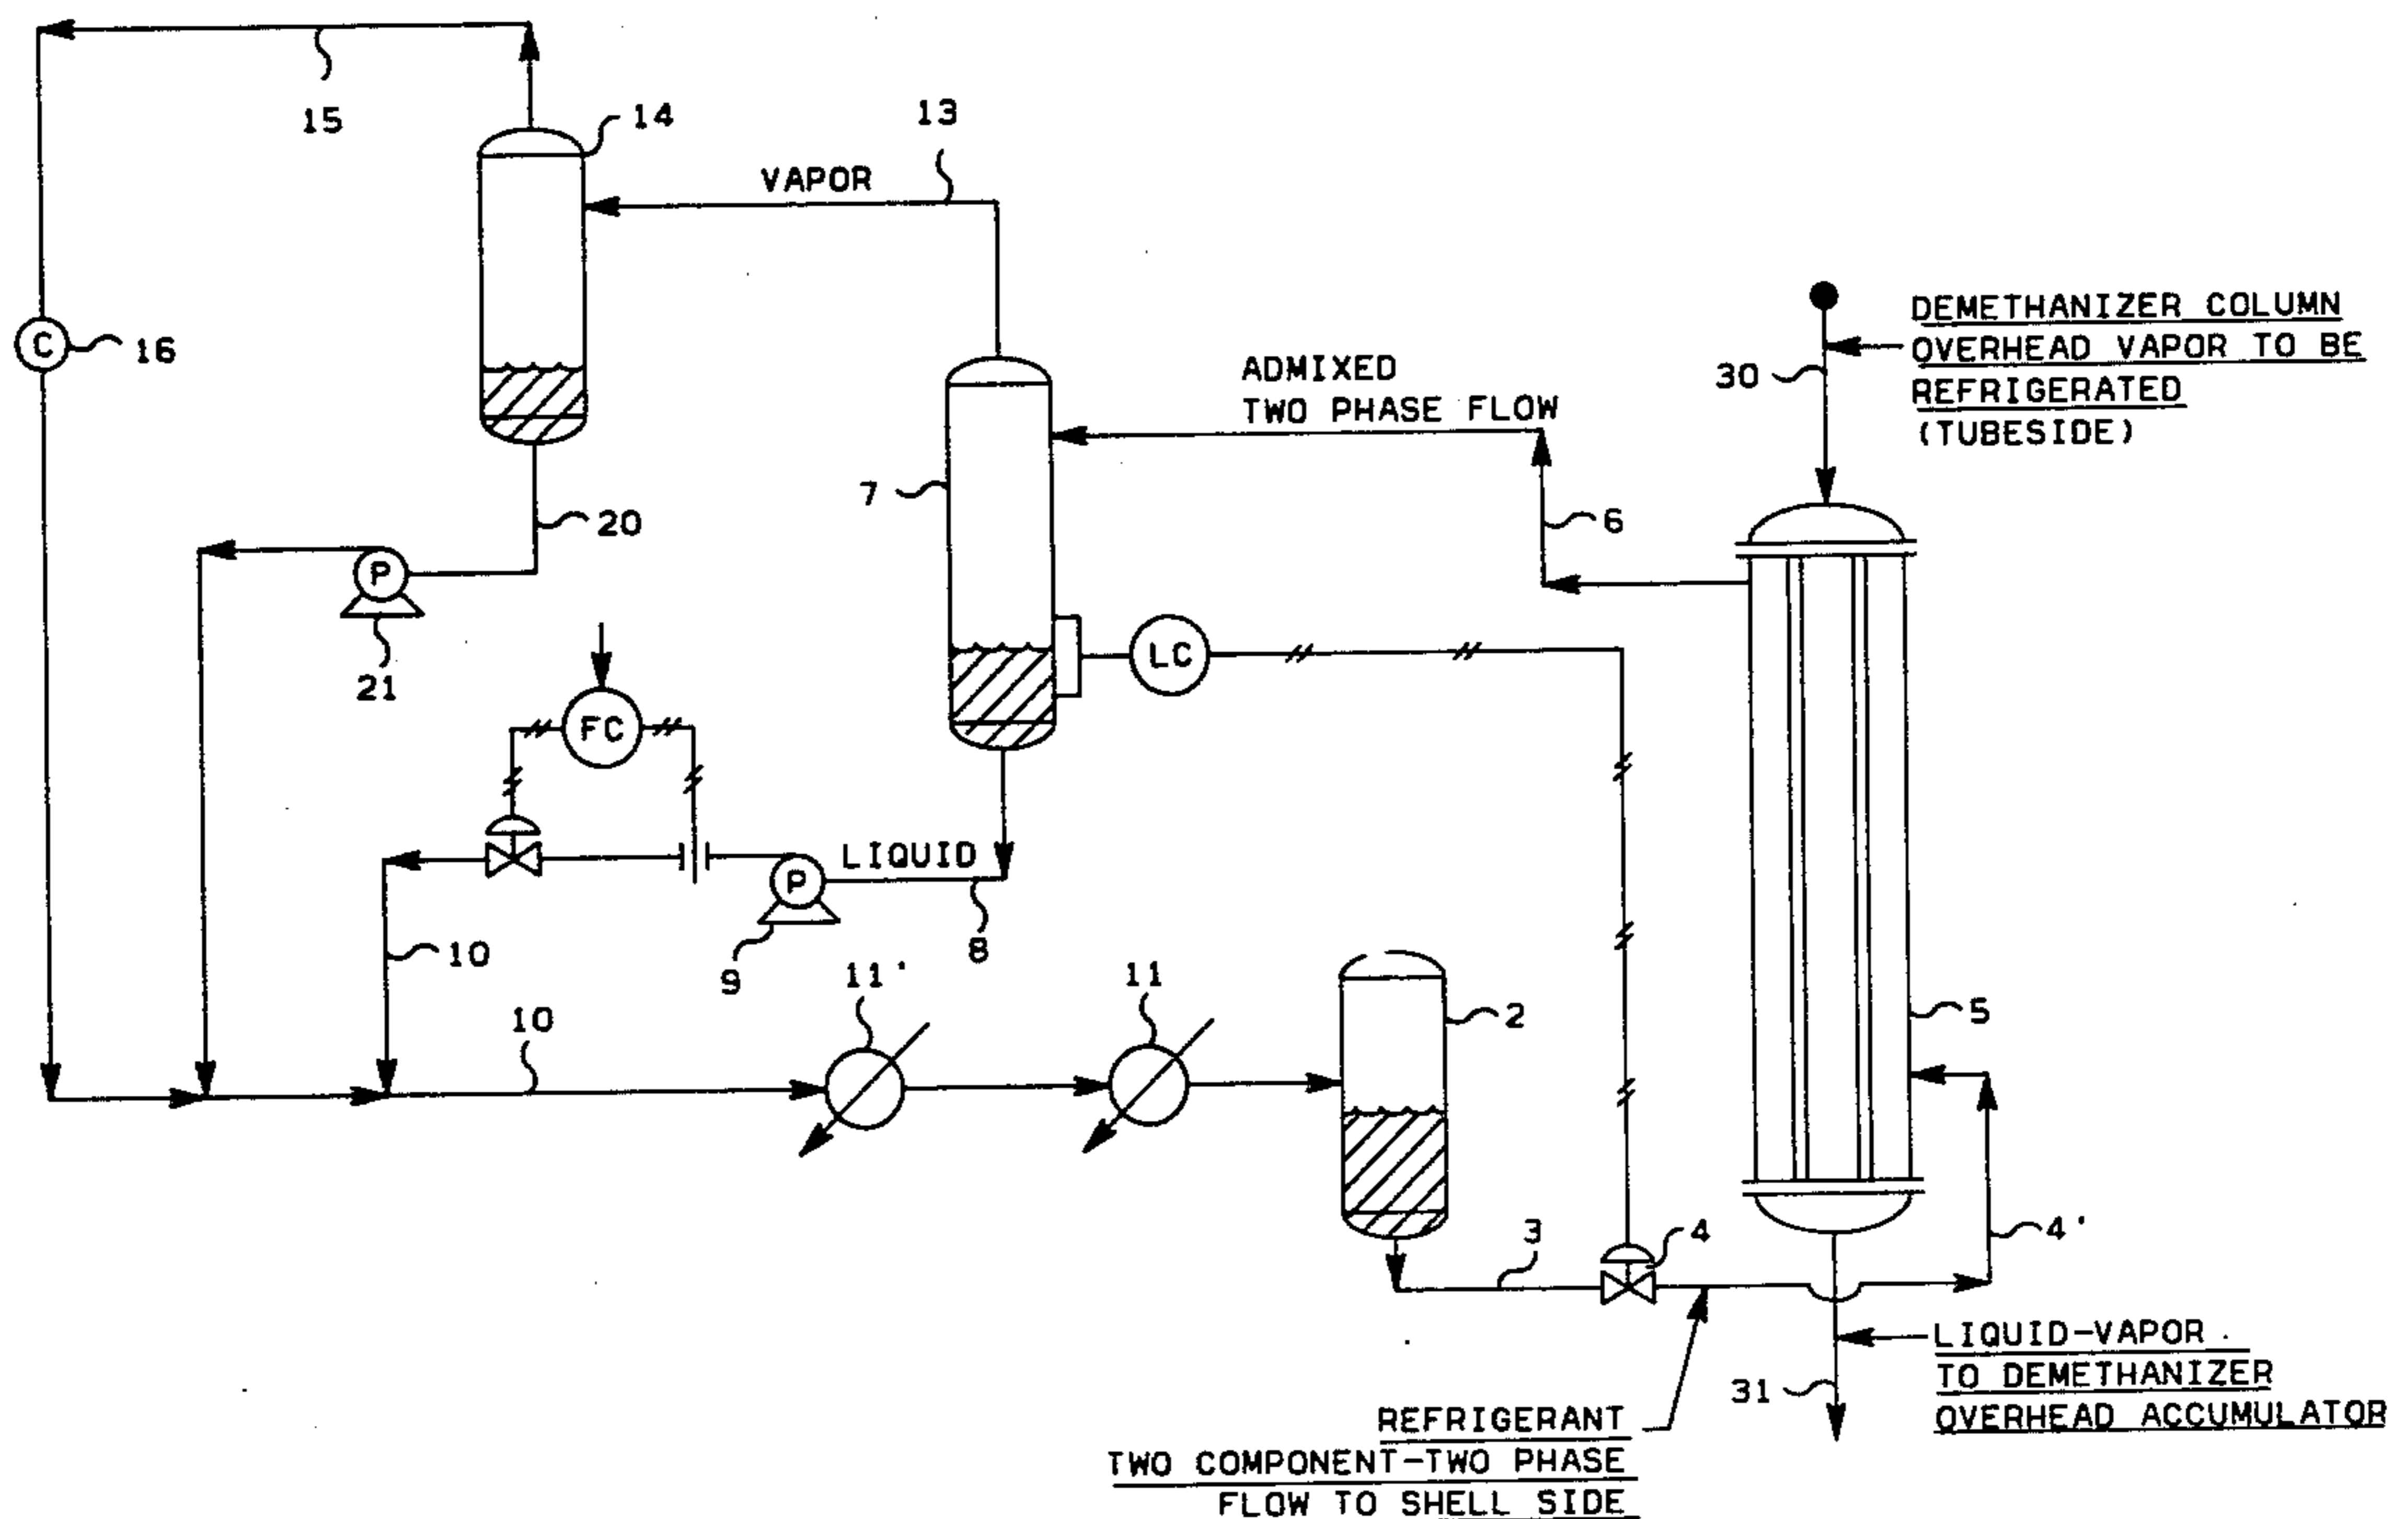 15
14
13
VAPOR
C
16
DEMETHANIZER COLUMN
OVERHEAD VAPOR TO BE
REFRIGERATED
(TUBESIDE)
30
ADMIXED
TWO PHASE FLOW
7
6
20
P
21
LC
FC
LIQUID
P
8
9
10
11'
11
10
2
5
3
4
4'
LIQUID-VAPOR
TO DEMETHANIZER
OVERHEAD ACCUMULATOR
31
REFRIGERANT
TWO COMPONENT-TWO PHASE
FLOW TO SHELL SIDE